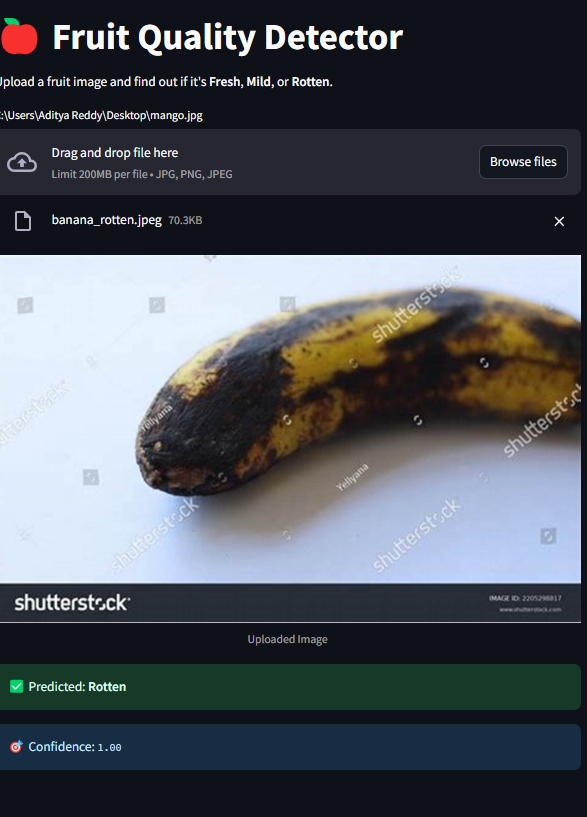 Fruit Quality Detector
Upload a fruit image and find out if it's Fresh, Mild, or Rotten.
:\Users\Aditya Reddy\Desktop\mango.jpg
Drag and drop file here
Limit 200MB per file • JPG, PNG, JPEG
Browse files
banana_rotten.jpeg 70.3KB
shutterstock
Yellyana
shutterstock
shutterstock
Yellyana
shutterstock
shutterstock
shutterstock
IMAGE ID: 2205298817
www.shutterstock.com
Uploaded Image
Predicted: Rotten
Confidence: 1.00